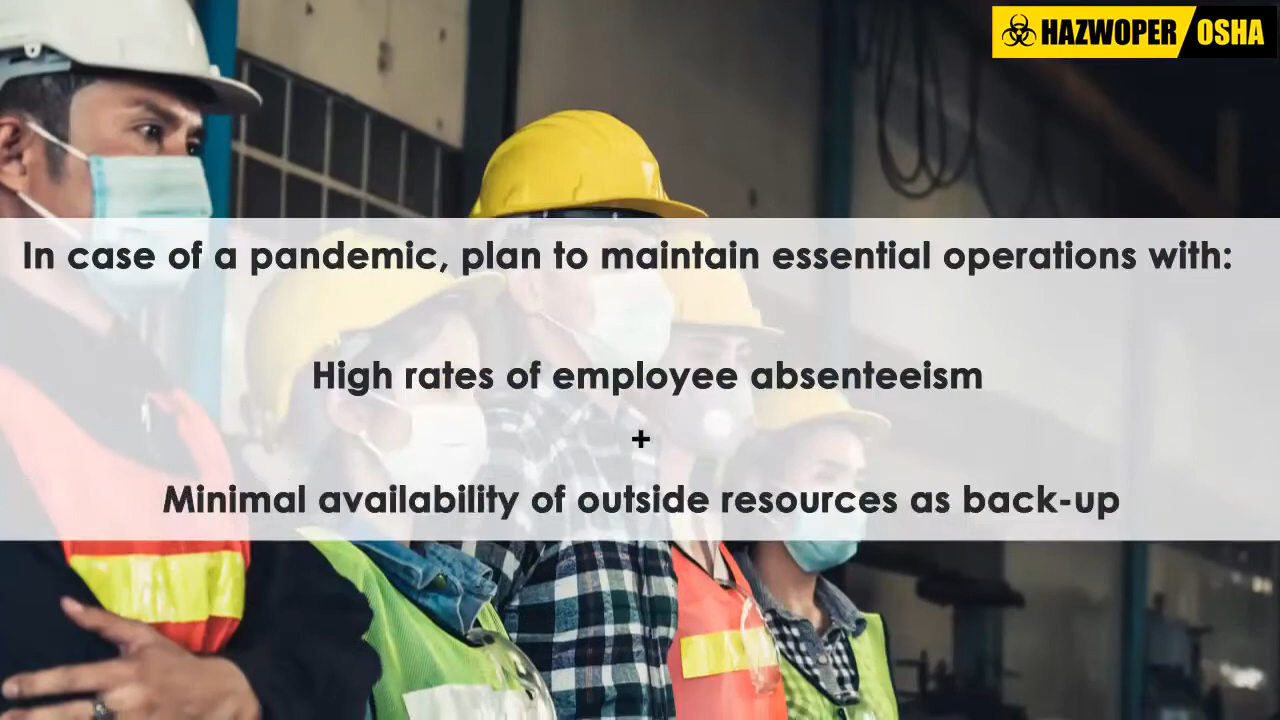 HAZWOPER OSHA
In case of a pandemic, plan to maintain essential operations with:
High rates of employee absenteeism
+
Minimal availability of outside resources as back-up